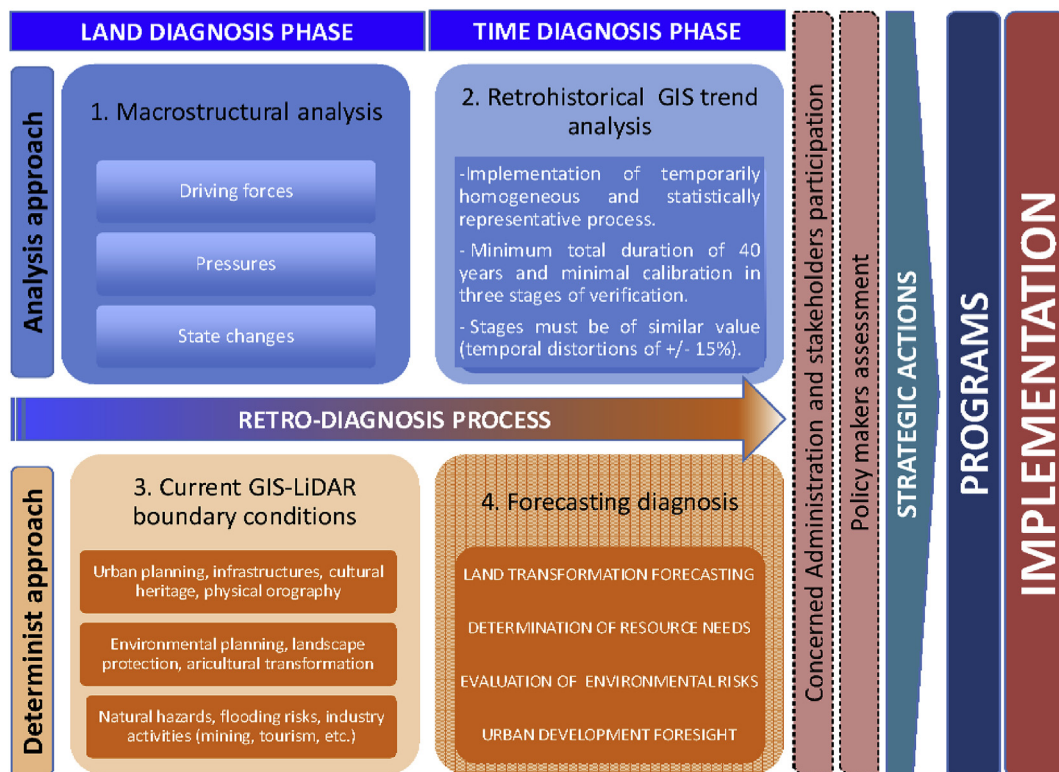 LAND DIAGNOSIS PHASE
TIME DIAGNOSIS PHASE
Analysis approach
1. Macrostructural analysis
Driving forces
Pressures
State changes
2. Retrohistorical GIS trend
analysis
-Implementation of temporarily
homogeneous and statistically
representative process.
- Minimum total duration of 40
years and minimal calibration in
three stages of verification.
- Stages must be of similar value
(temporal distortions of +/- 15%).
RETRO-DIAGNOSIS PROCESS
Determinist approach
3. Current GIS-LiDAR
boundary conditions
Urban planning, infrastructures, cultural
heritage, physical orography
Environmental planning, landscape
protection, aricultural transformation
Natural hazards, flooding risks, industry
activities (mining, tourism, etc.)
4. Forecasting diagnosis
LAND TRANSFORMATION FORECASTING
DETERMINATION OF RESOURCE NEEDS
EVALUATION OF ENVIRONMENTAL RISKS
URBAN DEVELOPMENT FORESIGHT
Concerned Administration and stakeholders participation
Policy makers assessment
STRATEGIC ACTIONS
PROGRAMS
IMPLEMENTATION